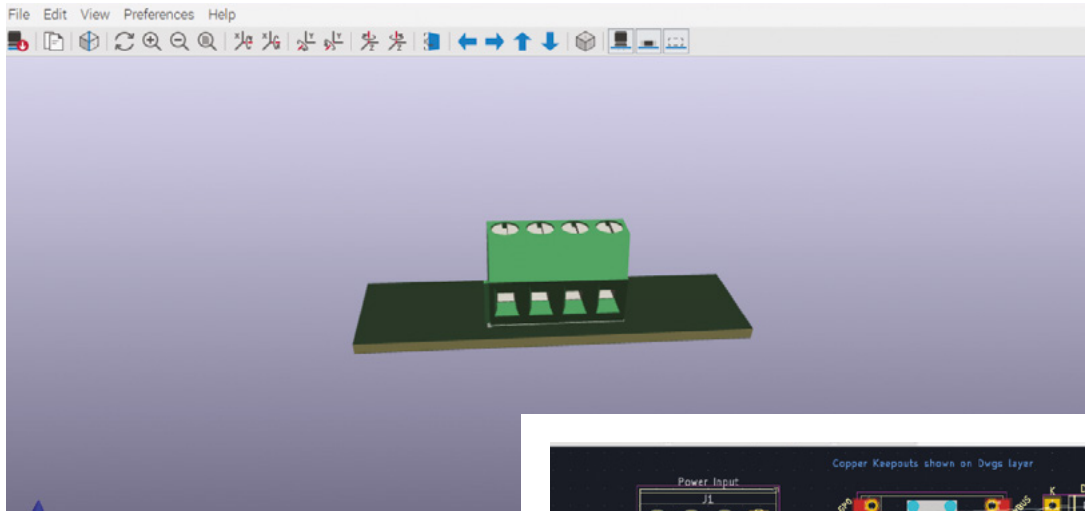 File Edit View Preferences Help
Copper Keepouts shown on Dwgs layer
Power Input
J1
K